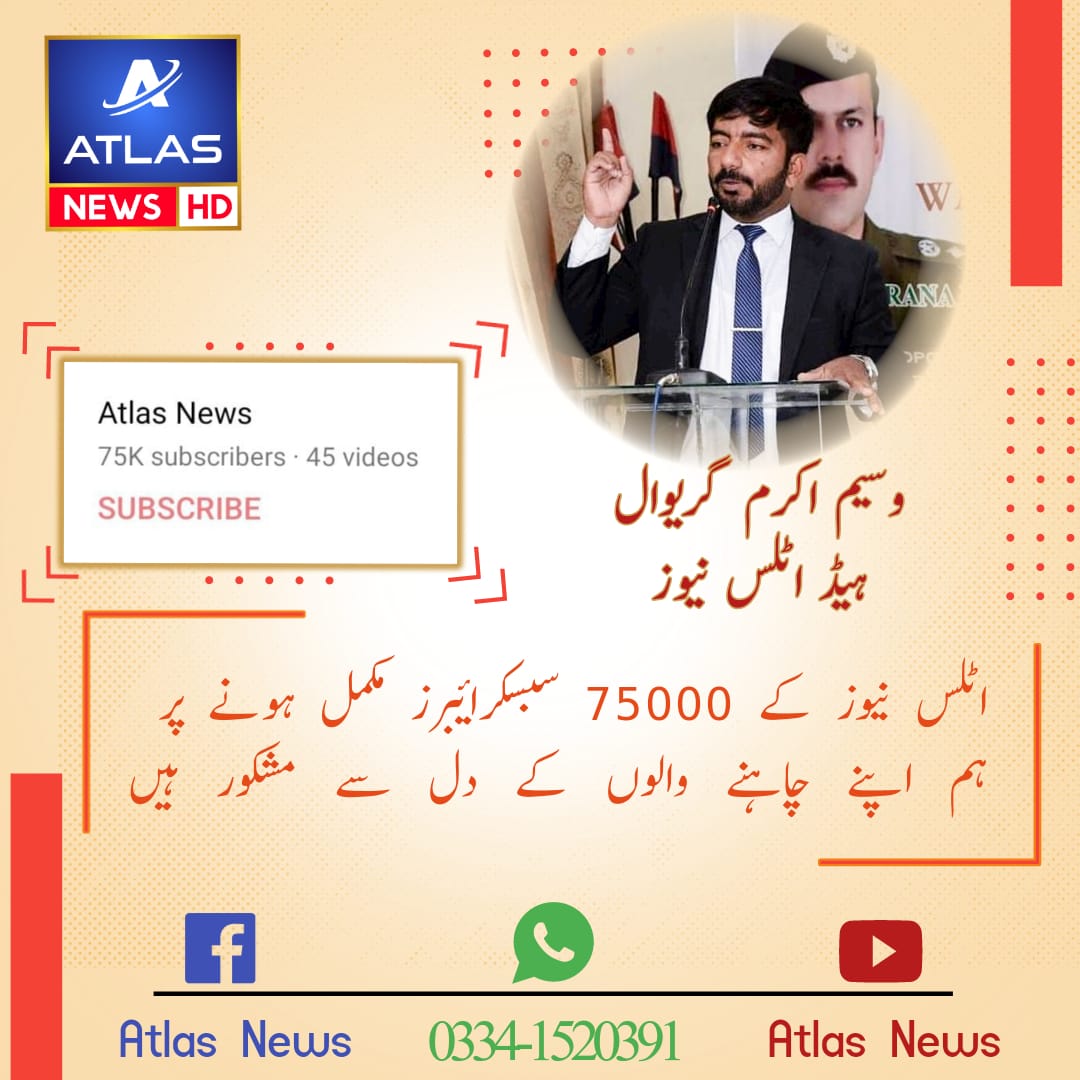 ATLAS
NEWS HD
WA
RANA
Atlas News
75K subscribers · 45 videos
SUBSCRIBE
وسیم اکرم گریوال
ہیڈ اٹلس نیوز
اٹلس نیوز کے 75000 سبسکرائیبرز مکمل ہونے پر
ہم اپنے چاہنے والوں کے دل سے مشکور ہیں
Atlas News
0334-1520391
Atlas News